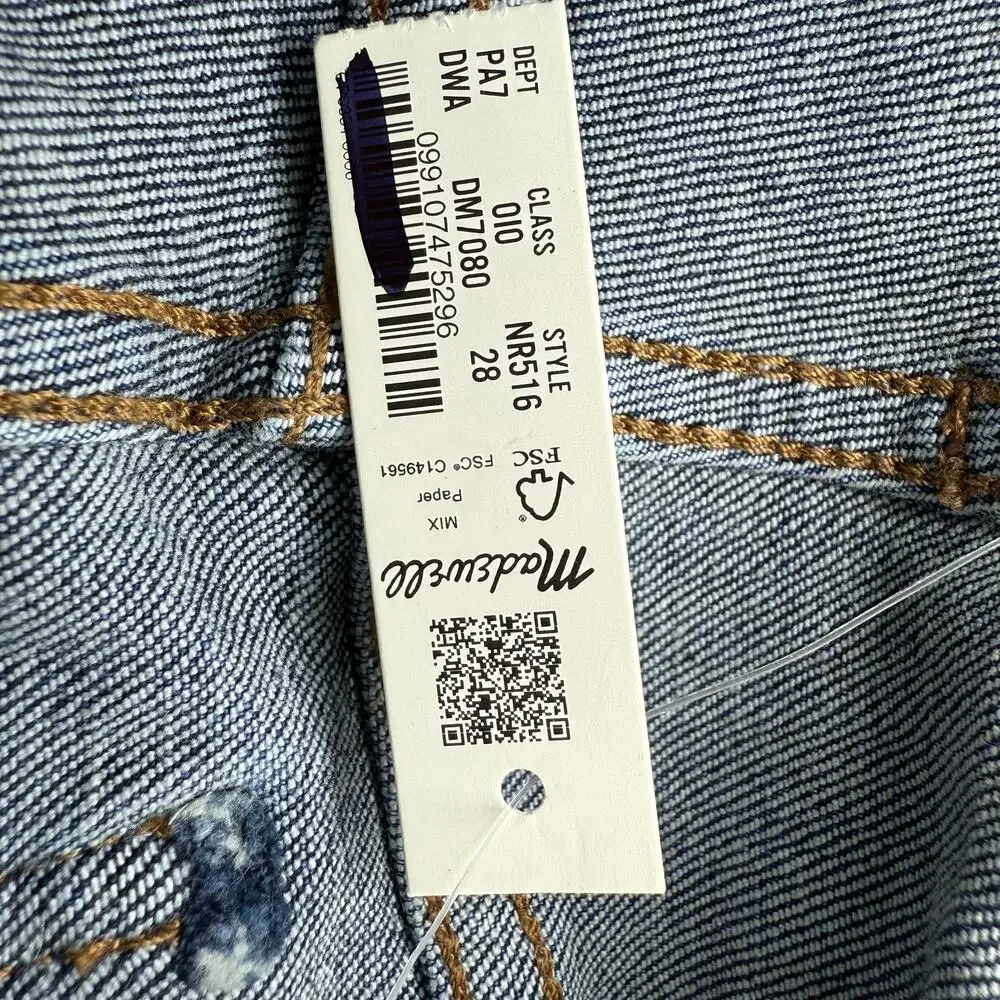 DEPT CLASS STYLE
PA7 010 NR516
DWA DM7080 28
099107475296
FSC
®
MIX
Paper
FSC® C149561
Madewell